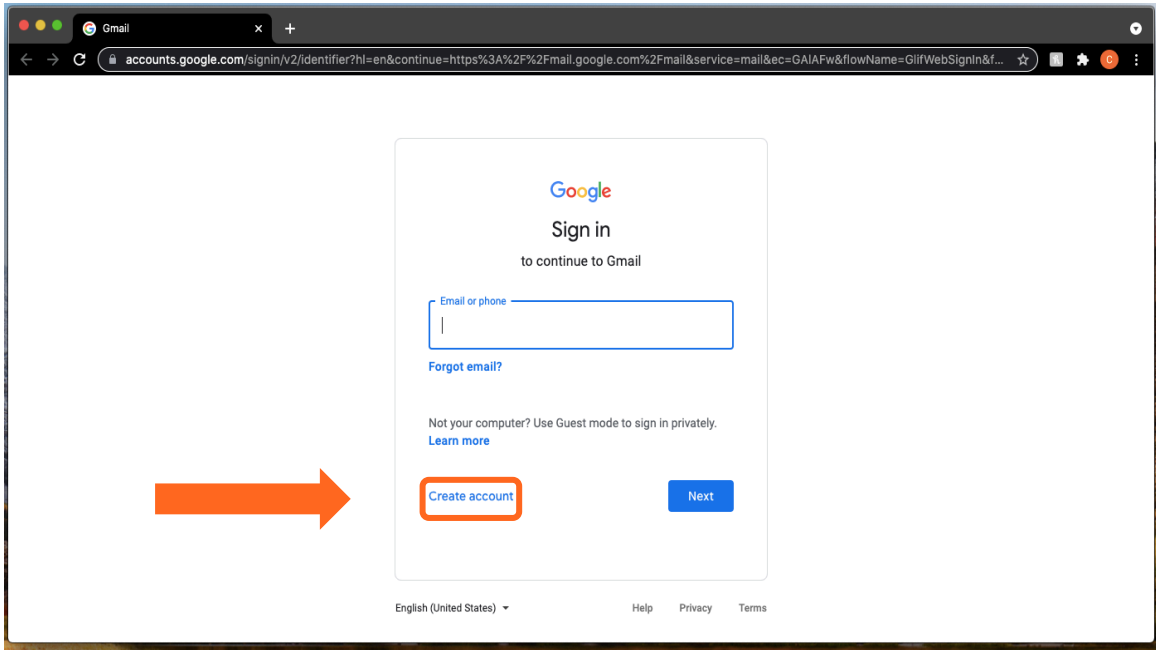 Gmail
accounts.google.com/signin/v2/identifier?hl=en&continue=https%3A%2F%2Fmail.google.com%2Fmail&service=mail&ec=GAlAFw&flowName=GlifWebSignIn&f...
C
Google
Sign in
to continue to Gmail
Email or phone
Forgot email?
Not your computer? Use Guest mode to sign in privately.
Learn more
Create account
Next
English (United States)
Help Privacy Terms